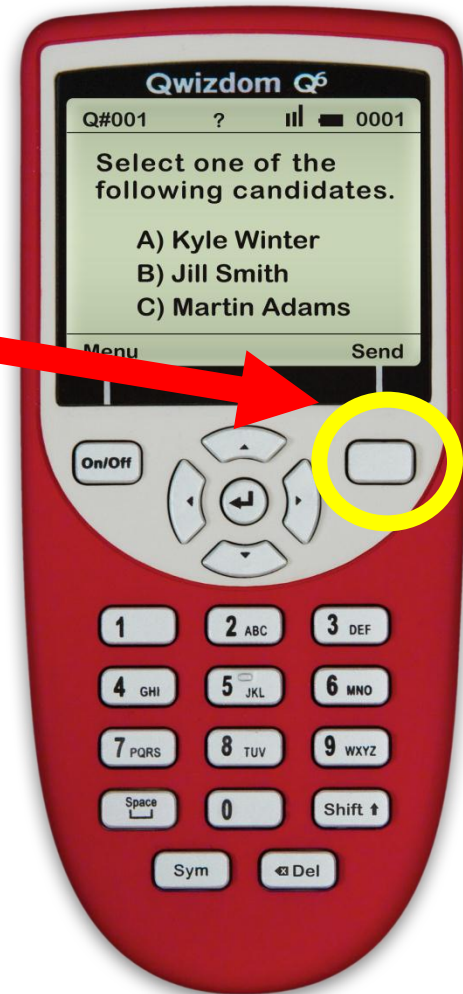 Qwizdom Q6
Q#001 ? 0001
Select one of the
following candidates.
A) Kyle Winter
B) Jill Smith
C) Martin Adams
Menu Send
On/Off
1 2 ABC 3 DEF
4 GHI 5 JKL 6 MNO
7 PQRS 8 TUV 9 WXYZ
Space 0 Shift
Sym Del